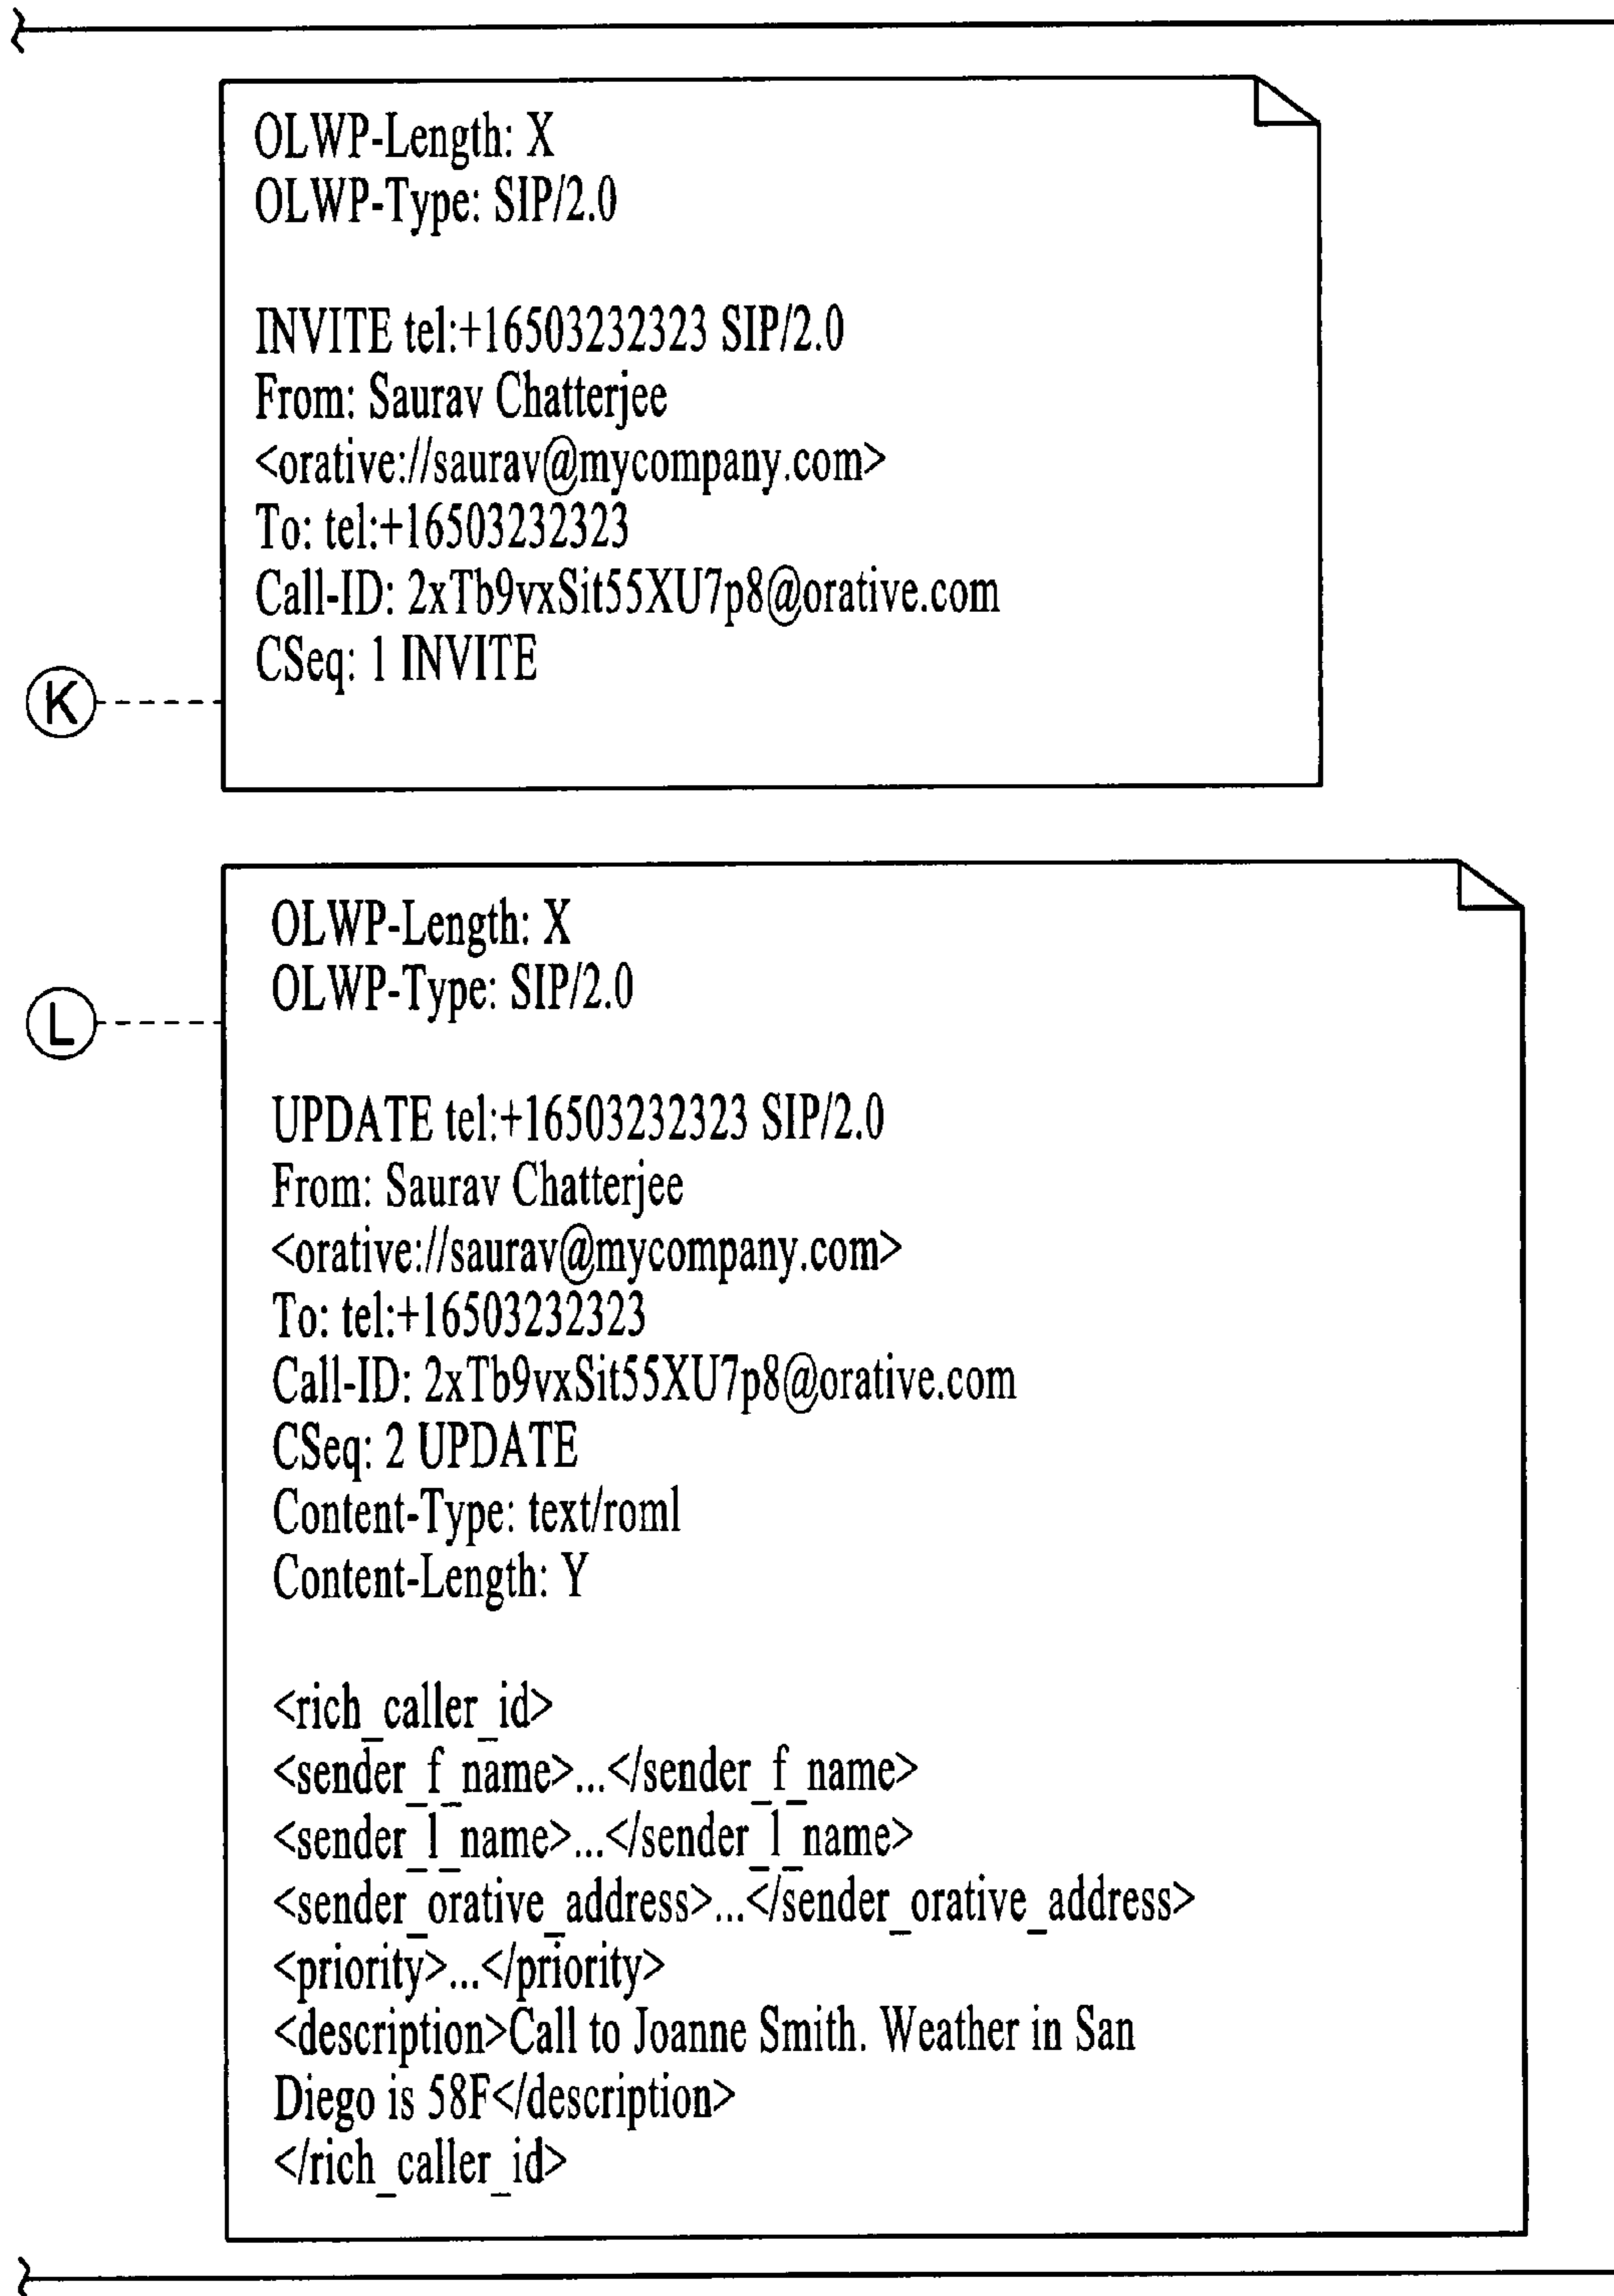 OLWP-Length: X
OLWP-Type: SIP/2.0
INVITE tel:+16503232323 SIP/2.0
From: Saurav Chatterjee
<orative://saurav@mycompany.com>
To: tel:+16503232323
Call-ID: 2xTb9vxSit55XU7p8@orative.com
CSeq: 1 INVITE
K
OLWP-Length: X
OLWP-Type: SIP/2.0
L
UPDATE tel:+16503232323 SIP/2.0
From: Saurav Chatterjee
<orative://saurav@mycompany.com>
To: tel:+16503232323
Call-ID: 2xTb9vxSit55XU7p8@orative.com
CSeq: 2 UPDATE
Content-Type: text/roml
Content-Length: Y
<rich_caller_id>
<sender_f_name>...</sender_f_name>
<sender_l_name>...</sender_l_name>
<sender_orative_address>...</sender_orative_address>
<priority>...</priority>
<description>Call to Joanne Smith. Weather in San
Diego is 58F</description>
</rich_caller_id>